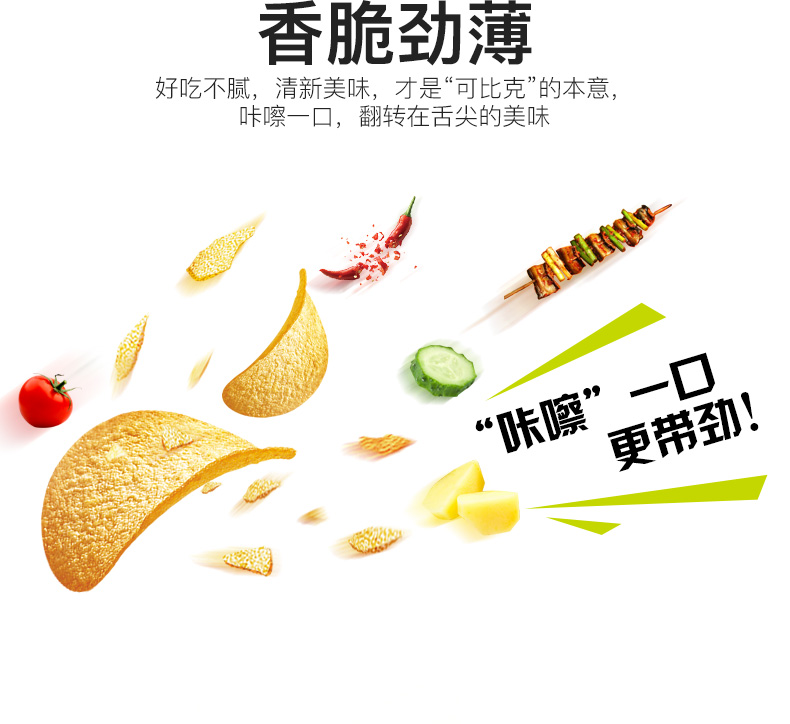 香脆劲薄
好吃不腻，清新美味，才是“可比克”的本意，
咔嚓一口，翻转在舌尖的美味
“咔嚓”一口
更带劲！